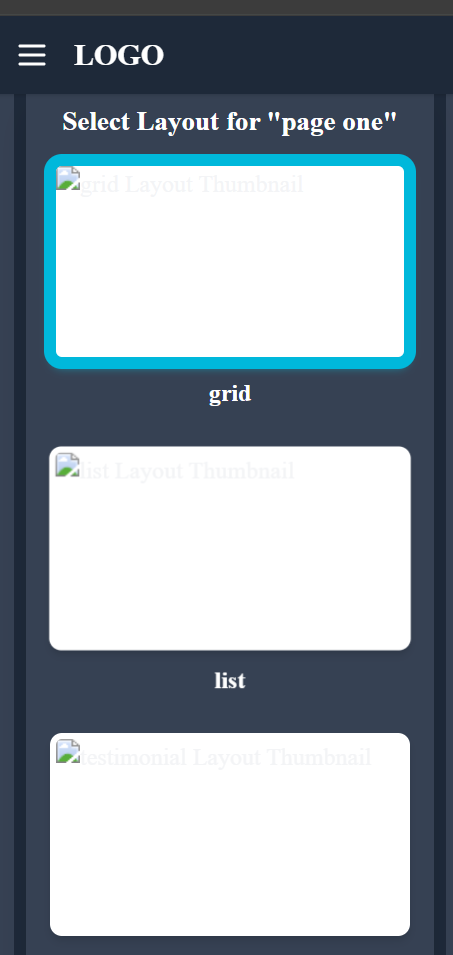 LOGO
Select Layout for "page one"
grid Layout Thumbnail
grid
list Layout Thumbnail
list
testimonial Layout Thumbnail